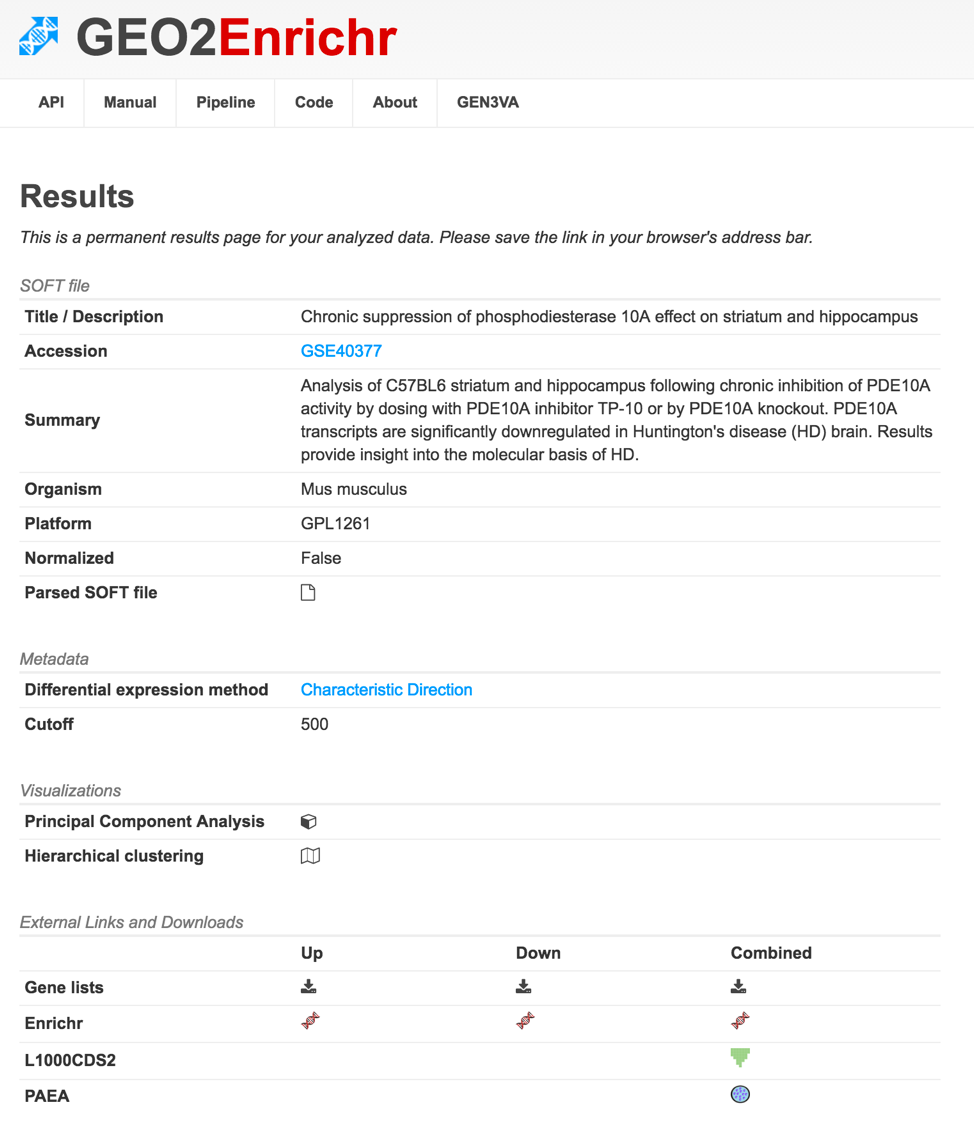 GEO2Enrichr
API Manual Pipeline Code About GEN3VA
Results
This is a permanent results page for your analyzed data. Please save the link in your browser's address bar.
SOFT file
Title / Description Chronic suppression of phosphodiesterase 10A effect on striatum and hippocampus
Accession GSE40377
Summary Analysis of C57BL6 striatum and hippocampus following chronic inhibition of PDE10A
activity by dosing with PDE10A inhibitor TP-10 or by PDE10A knockout. PDE10A
transcripts are significantly downregulated in Huntington's disease (HD) brain. Results
provide insight into the molecular basis of HD.
Organism Mus musculus
Platform GPL1261
Normalized False
Parsed SOFT file
Metadata
Differential expression method Characteristic Direction
Cutoff 500
Visualizations
Principal Component Analysis
Hierarchical clustering
External Links and Downloads
Up Down Combined
Gene lists
Enrichr
L1000CDS2
PAEA